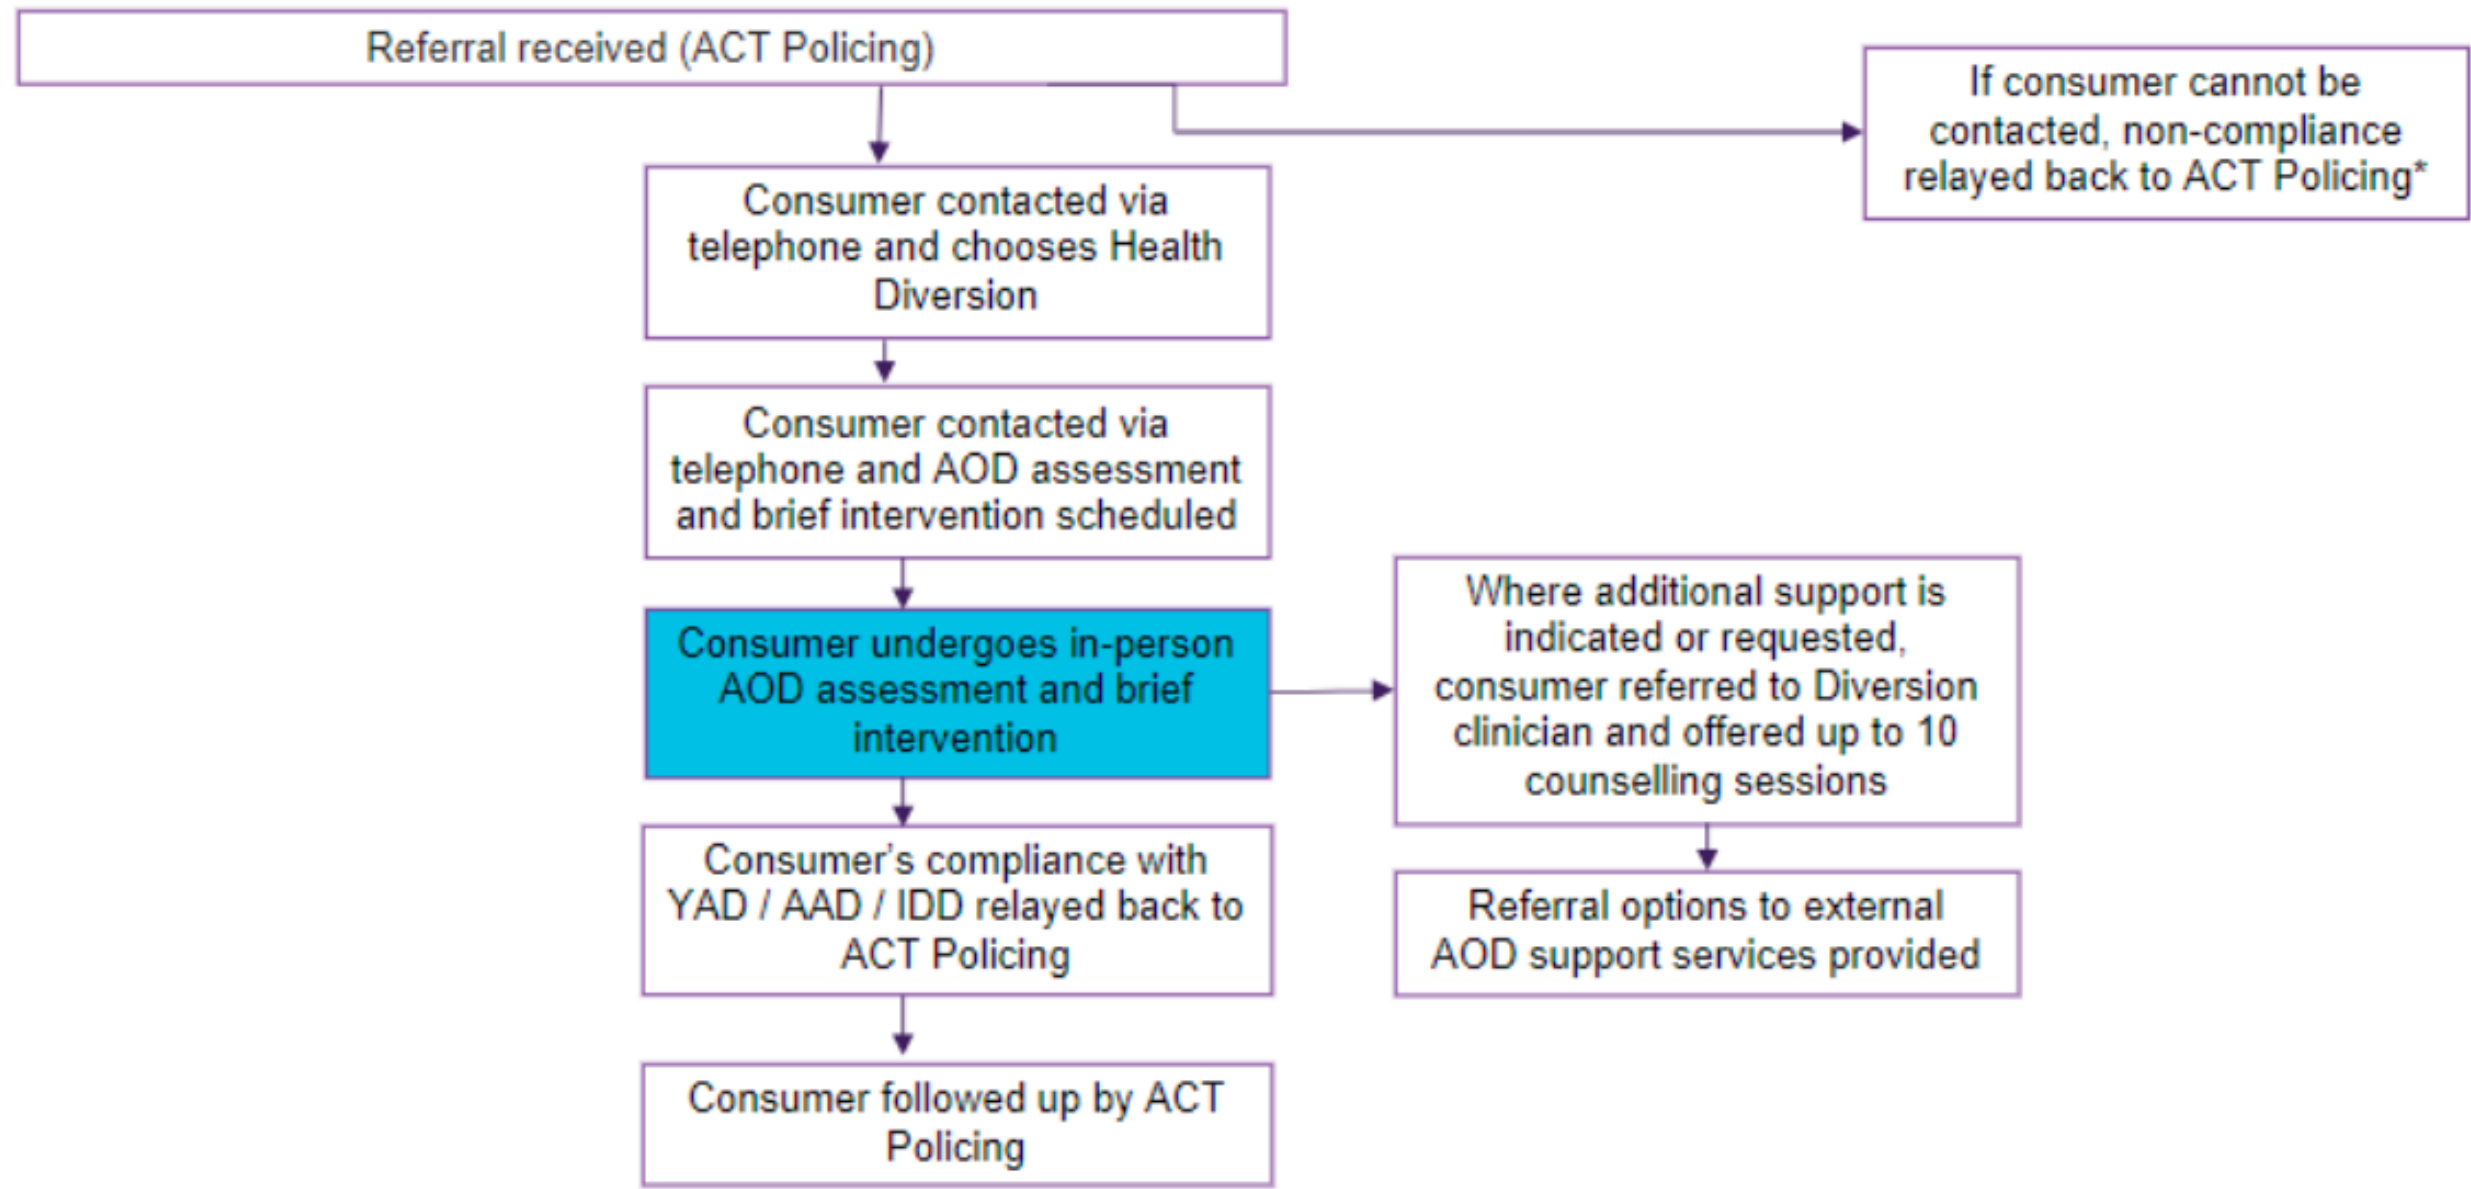 Referral received (ACT Policing)
If consumer cannot be
contacted, non-compliance
relayed back to ACT Policing*
Consumer contacted via
telephone and chooses Health
Diversion
Consumer contacted via
telephone and AOD assessment
and brief intervention scheduled
Consumer undergoes in-person
AOD assessment and brief
intervention
Where additional support is
indicated or requested,
consumer referred to Diversion
clinician and offered up to 10
counselling sessions
Consumer's compliance with
YAD / AAD / IDD relayed back to
ACT Policing
Referral options to external
AOD support services provided
Consumer followed up by ACT
Policing